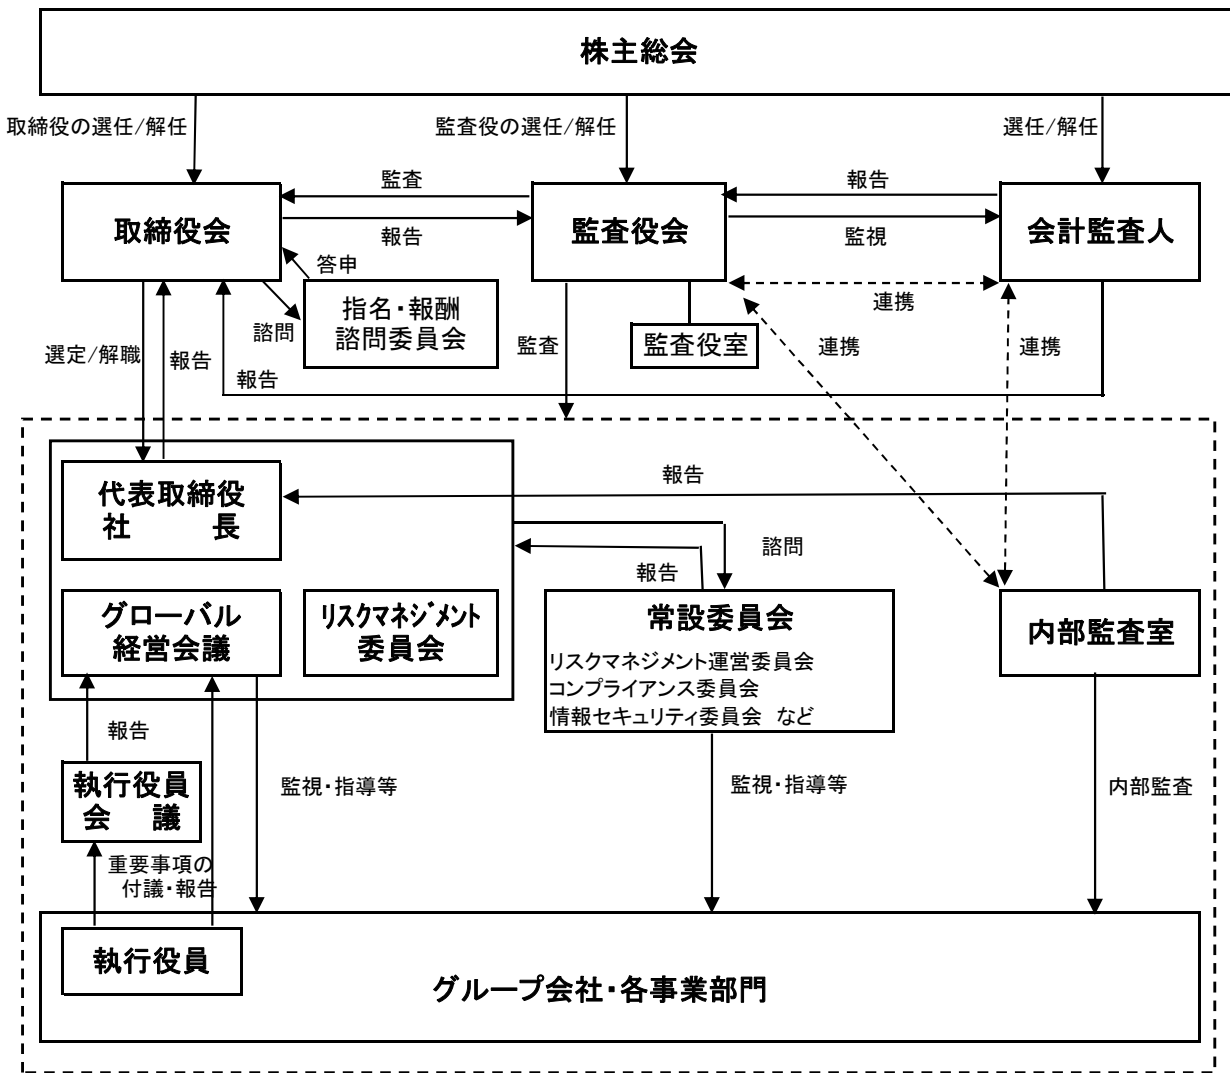 株主総会
取締役の選任/解任
監査役の選任/解任
選任/解任
取締役会
監査
報告
監査役会
報告
監視
会計監査人
答申
諮問
指名・報酬
諮問委員会
監査役室
連携
連携
連携
選定/解職
報告
報告
監査
代表取締役
社　　長
報告
諮問
報告
グローバル
経営会議
リスクマネジメント
委員会
常設委員会
リスクマネジメント運営委員会
コンプライアンス委員会
情報セキュリティ委員会　など
内部監査室
報告
執行役員
会　議
監視・指導等
監視・指導等
内部監査
重要事項の
付議・報告
執行役員
グループ会社・各事業部門